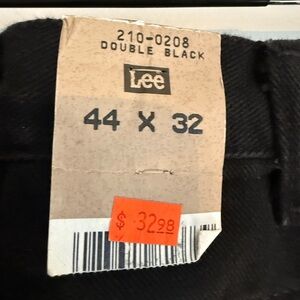 210-0208
DOUBLE BLACK
Lee
44 X 32
$ 32.98